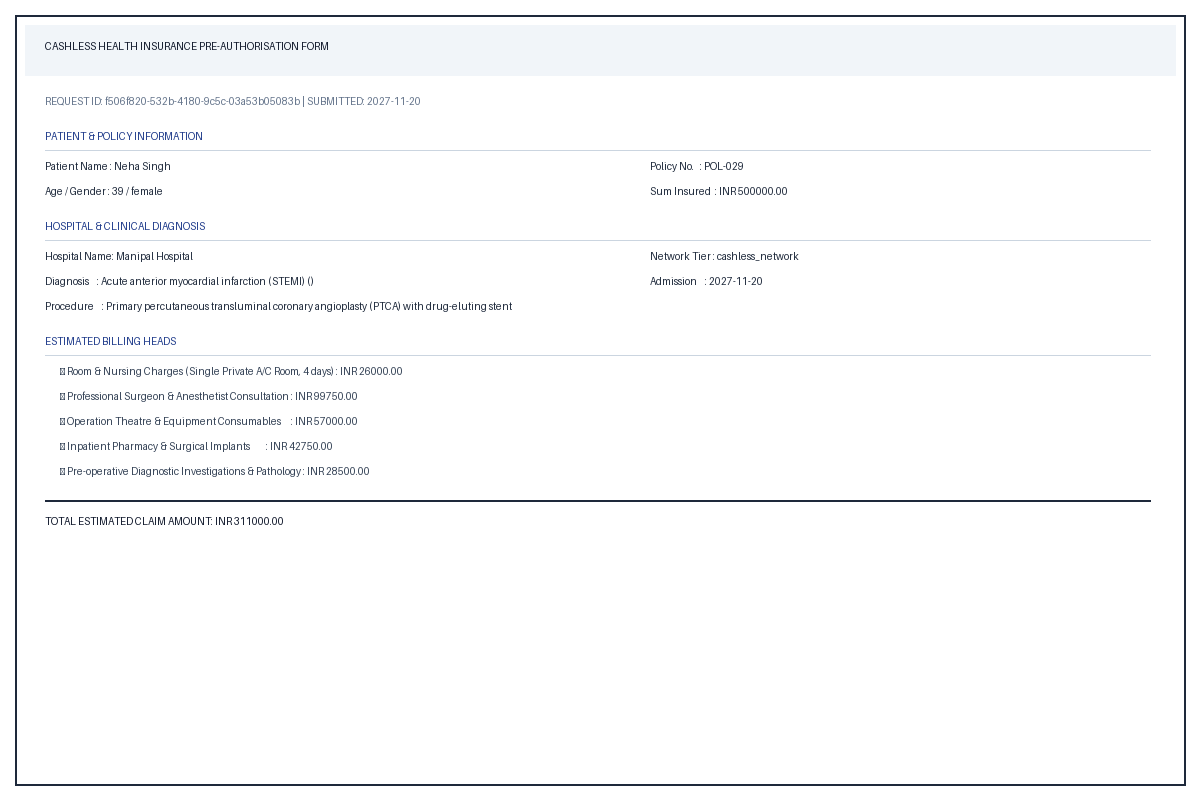 CASHLESS HEALTH INSURANCE PRE-AUTHORISATION FORM
REQUEST ID: f506f820-532b-4180-9c5c-03a53b05083b | SUBMITTED: 2027-11-20
PATIENT & POLICY INFORMATION
Patient Name : Neha Singh Policy No. : POL-029
Age / Gender : 39 / female Sum Insured : INR 500000.00
HOSPITAL & CLINICAL DIAGNOSIS
Hospital Name: Manipal Hospital Network Tier : cashless_network
Diagnosis : Acute anterior myocardial infarction (STEMI) () Admission : 2027-11-20
Procedure : Primary percutaneous transluminal coronary angioplasty (PTCA) with drug-eluting stent
ESTIMATED BILLING HEADS
Room & Nursing Charges (Single Private A/C Room, 4 days) : INR 26000.00
Professional Surgeon & Anesthetist Consultation : INR 99750.00
Operation Theatre & Equipment Consumables : INR 57000.00
Inpatient Pharmacy & Surgical Implants : INR 42750.00
Pre-operative Diagnostic Investigations & Pathology : INR 28500.00
TOTAL ESTIMATED CLAIM AMOUNT: INR 311000.00